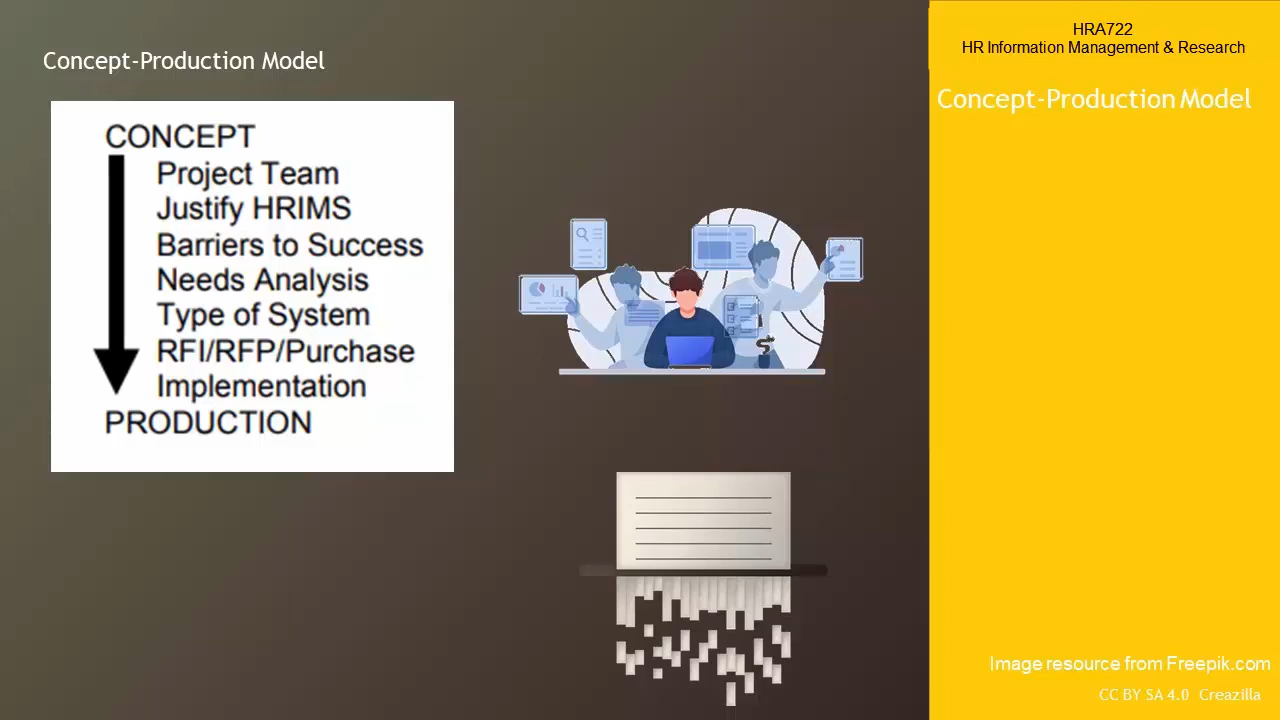 Concept-Production Model
CONCEPT
Project Team
Justify HRIMS
Barriers to Success
Needs Analysis
Type of System
RFI/RFP/Purchase
Implementation
PRODUCTION
HRA722
HR Information Management & Research
Concept-Production Model
Image resource from Freepik.com
CC BY SA 4.0 Creazilla